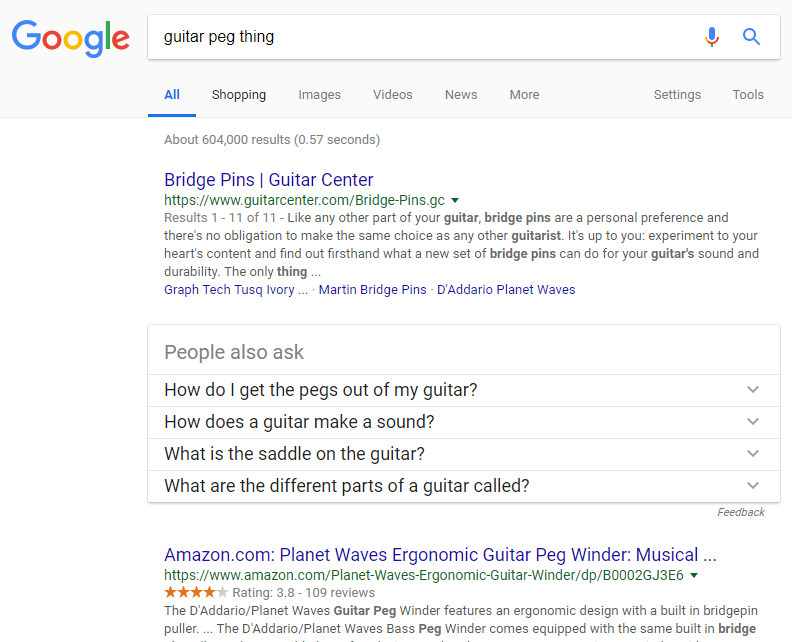 Google
guitar peg thing
All Shopping Images Videos News More Settings Tools
About 604,000 results (0.57 seconds)
Bridge Pins | Guitar Center
https://www.guitarcenter.com/Bridge-Pins.gc
Results 1 - 11 of 11 - Like any other part of your guitar, bridge pins are a personal preference and
there's no obligation to make the same choice as any other guitarist. It's up to you: experiment to your
heart's content and find out firsthand what a new set of bridge pins can do for your guitar's sound and
durability. The only thing ...
Graph Tech Tusq Ivory ... · Martin Bridge Pins · D'Addario Planet Waves
People also ask
How do I get the pegs out of my guitar?
How does a guitar make a sound?
What is the saddle on the guitar?
What are the different parts of a guitar called?
Feedback
Amazon.com: Planet Waves Ergonomic Guitar Peg Winder: Musical ...
https://www.amazon.com/Planet-Waves-Ergonomic-Guitar-Winder/dp/B0002GJ3E6
Rating: 3.8 - 109 reviews
The D'Addario/Planet Waves Guitar Peg Winder features an ergonomic design with a built in bridgepin
puller. ... The D'Addario/Planet Waves Bass Peg Winder comes equipped with the same built in bridge